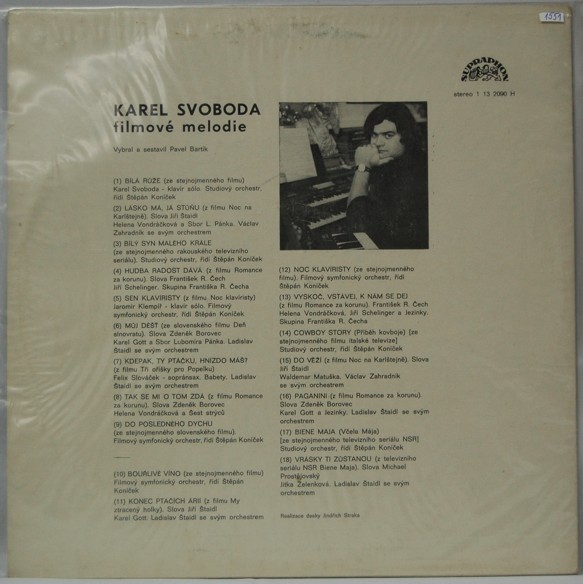 1539
SUPRAPHON
stereo 1 13 2090 H
KAREL SVOBODA
filmové melodie
Vybral a sestavil Pavel Bartík
(1) BÍLÁ RŮŽE (ze stejnojmenného filmu)
Karel Svoboda - klavír sólo. Studiový orchestr,
řídí Štěpán Koníček
(2) LÁSKO MÁ, JÁ STŮŇU (z filmu Noc na
Karlštejně). Slova Jiří Štaidl
Helena Vondráčková a Sbor L. Pánka. Václav
Zahradník se svým orchestrem
(3) BÍLÝ SYN MALÉHO KRÁLE
(ze stejnojmenného rakouského televizního
seriálu). Studiový orchestr, řídí Štěpán Koníček
(4) HUDBA RADOST DÁVÁ (z filmu Romance
za korunu). Slova František R. Čech
Jiří Schelinger. Skupina Františka R. Čecha
(5) SEN KLAVIRISTY (z filmu Noc klaviristy)
Jaromír Klempíř - klavír sólo. Filmový
symfonický orchestr, řídí Štěpán Koníček
(6) MŮJ DÉŠŤ (ze slovenského filmu Deň
slnovratu). Slova Zdeněk Borovec
Karel Gott a Sbor Lubomíra Pánka. Ladislav
Štaidl se svým orchestrem
(7) KDEPAK, TY PTÁČKU, HNÍZDO MÁŠ?
(z filmu Tři oříšky pro Popelku)
Felix Slováček - sopránsax. Babety. Ladislav
Štaidl se svým orchestrem
(8) TAK SE MI O TOM ZDÁ (z filmu Romance
za korunu). Slova Zdeněk Borovec
Helena Vondráčková a Šest strýců
(9) DO POSLEDNÉHO DYCHU
(ze stejnojmenného slovenského filmu).
Filmový symfonický orchestr, řídí Štěpán Koníček
(10) BOUŘLIVÉ VÍNO (ze stejnojmenného filmu)
Filmový symfonický orchestr, řídí Štěpán
Koníček
(11) KONEC PTAČÍCH ÁRIÍ (z filmu My
ztracený holky). Slova Jiří Štaidl
Karel Gott Ladislav Štaidl se svým orchestrem
(12) NOC KLAVIRISTY (ze stejnojmenného
filmu). Filmový symfonický orchestr, řídí
Štěpán Koníček
(13) VYSKOČ, VSTÁVEJ, K NÁM SE DEJ
(z filmu Romance za korunu). František R. Čech
Helena Vondráčková, Jiří Schelinger a Jezinky.
Skupina Františka R. Čecha
(14) COWBOY STORY (Příběh kovboje) [ze
stejnojmenného filmu italské televize]
Studiový orchestr, řídí Štěpán Koníček
(15) DO VĚŽÍ (z filmu Noc na Karlštejně). Slova
Jiří Štaidl
Waldemar Matuška. Václav Zahradník
se svým orchestrem
(16) PAGANINI (z filmu Romance za korunu).
Slova Zdeněk Borovec
Karel Gott a Jezinky. Ladislav Štaidl se svým
orchestrem
(17) BIENE MAJA (Včela Mája)
[ze stejnojmenného televizního seriálu NSR]
Studiový orchestr, řídí Štěpán Koníček
(18) VRÁSKY TI ZŮSTANOU (z televizního
seriálu NSR Biene Maja). Slova Michael
Prostějovský
Jitka Zelenková. Ladislav Štaidl se svým
orchestrem
Realizace desky Jindřich Straka